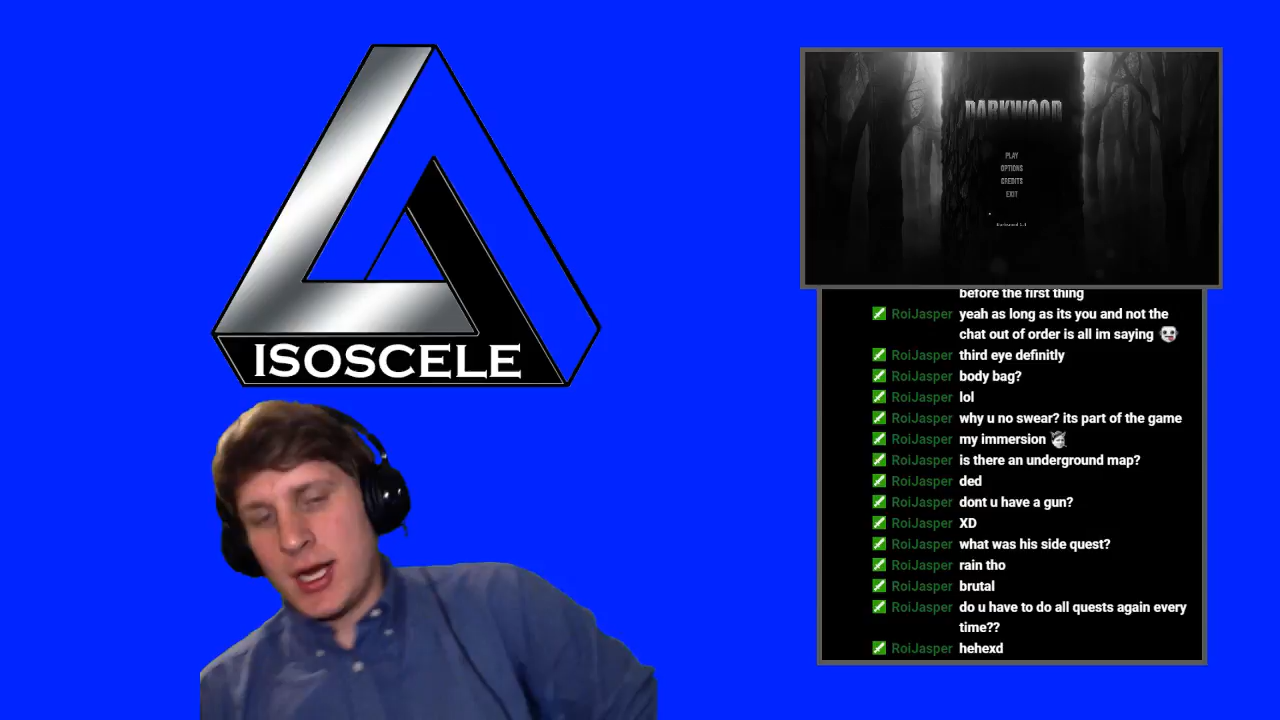 ISOSCELE
DARKWOOD
PLAY
OPTIONS
CREDITS
EXIT
Darkwood 1.4
before the first thing
RoiJasper yeah as long as its you and not the
chat out of order is all im saying
RoiJasper third eye definitly
RoiJasper body bag?
RoiJasper lol
RoiJasper why u no swear? its part of the game
RoiJasper my immersion
RoiJasper is there an underground map?
RoiJasper ded
RoiJasper dont u have a gun?
RoiJasper XD
RoiJasper what was his side quest?
RoiJasper rain tho
RoiJasper brutal
RoiJasper do u have to do all quests again every
time??
RoiJasper hehexd